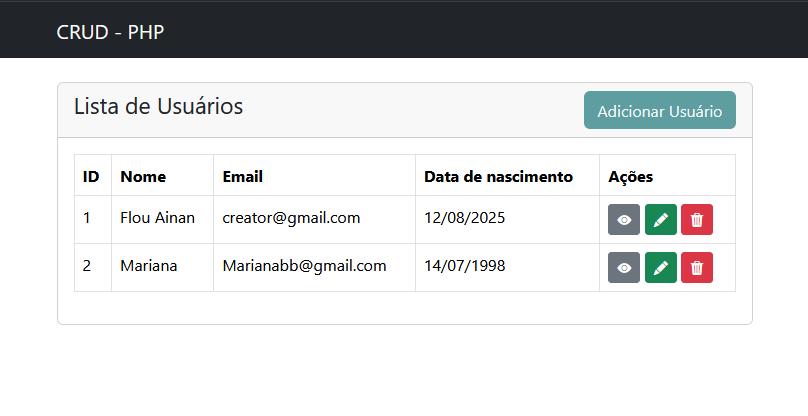 CRUD - PHP
Lista de Usuários
Adicionar Usuário
ID Nome Email Data de nascimento Ações
1 Flou Ainan creator@gmail.com 12/08/2025
2 Mariana Marianabb@gmail.com 14/07/1998